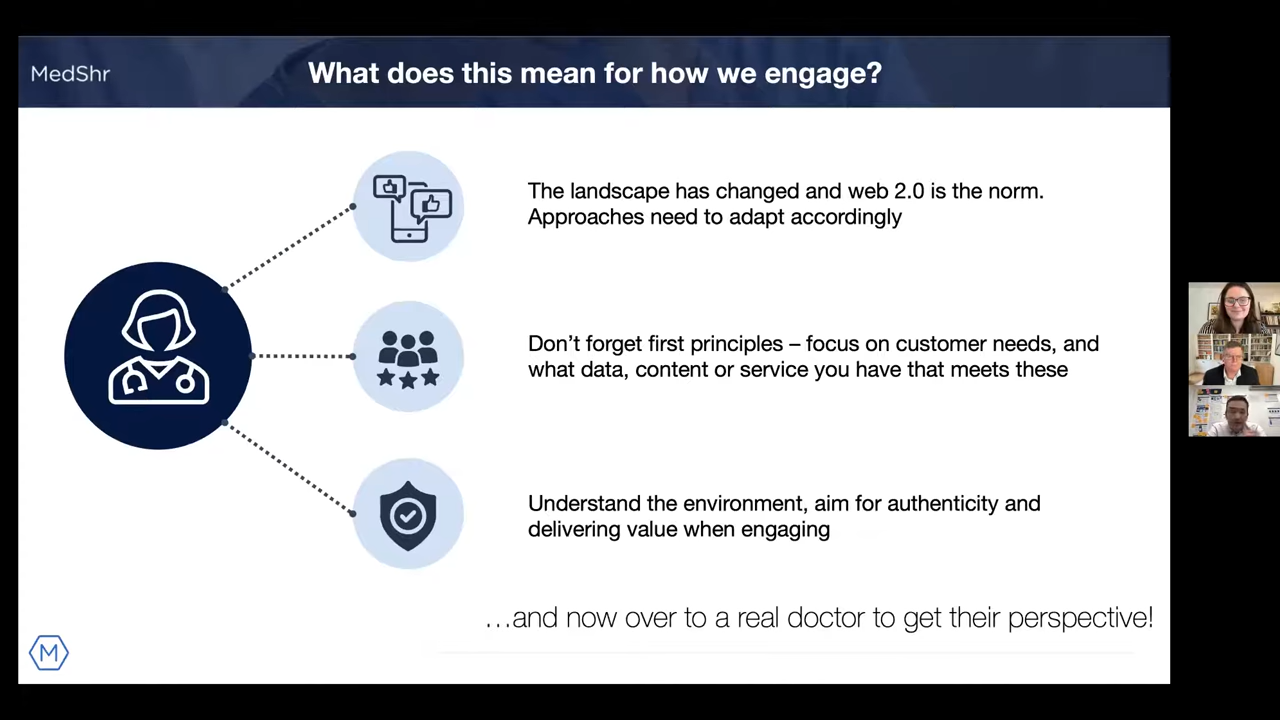 MedShr
What does this mean for how we engage?
The landscape has changed and web 2.0 is the norm.
Approaches need to adapt accordingly
Don’t forget first principles – focus on customer needs, and
what data, content or service you have that meets these
Understand the environment, aim for authenticity and
delivering value when engaging
…and now over to a real doctor to get their perspective!
M